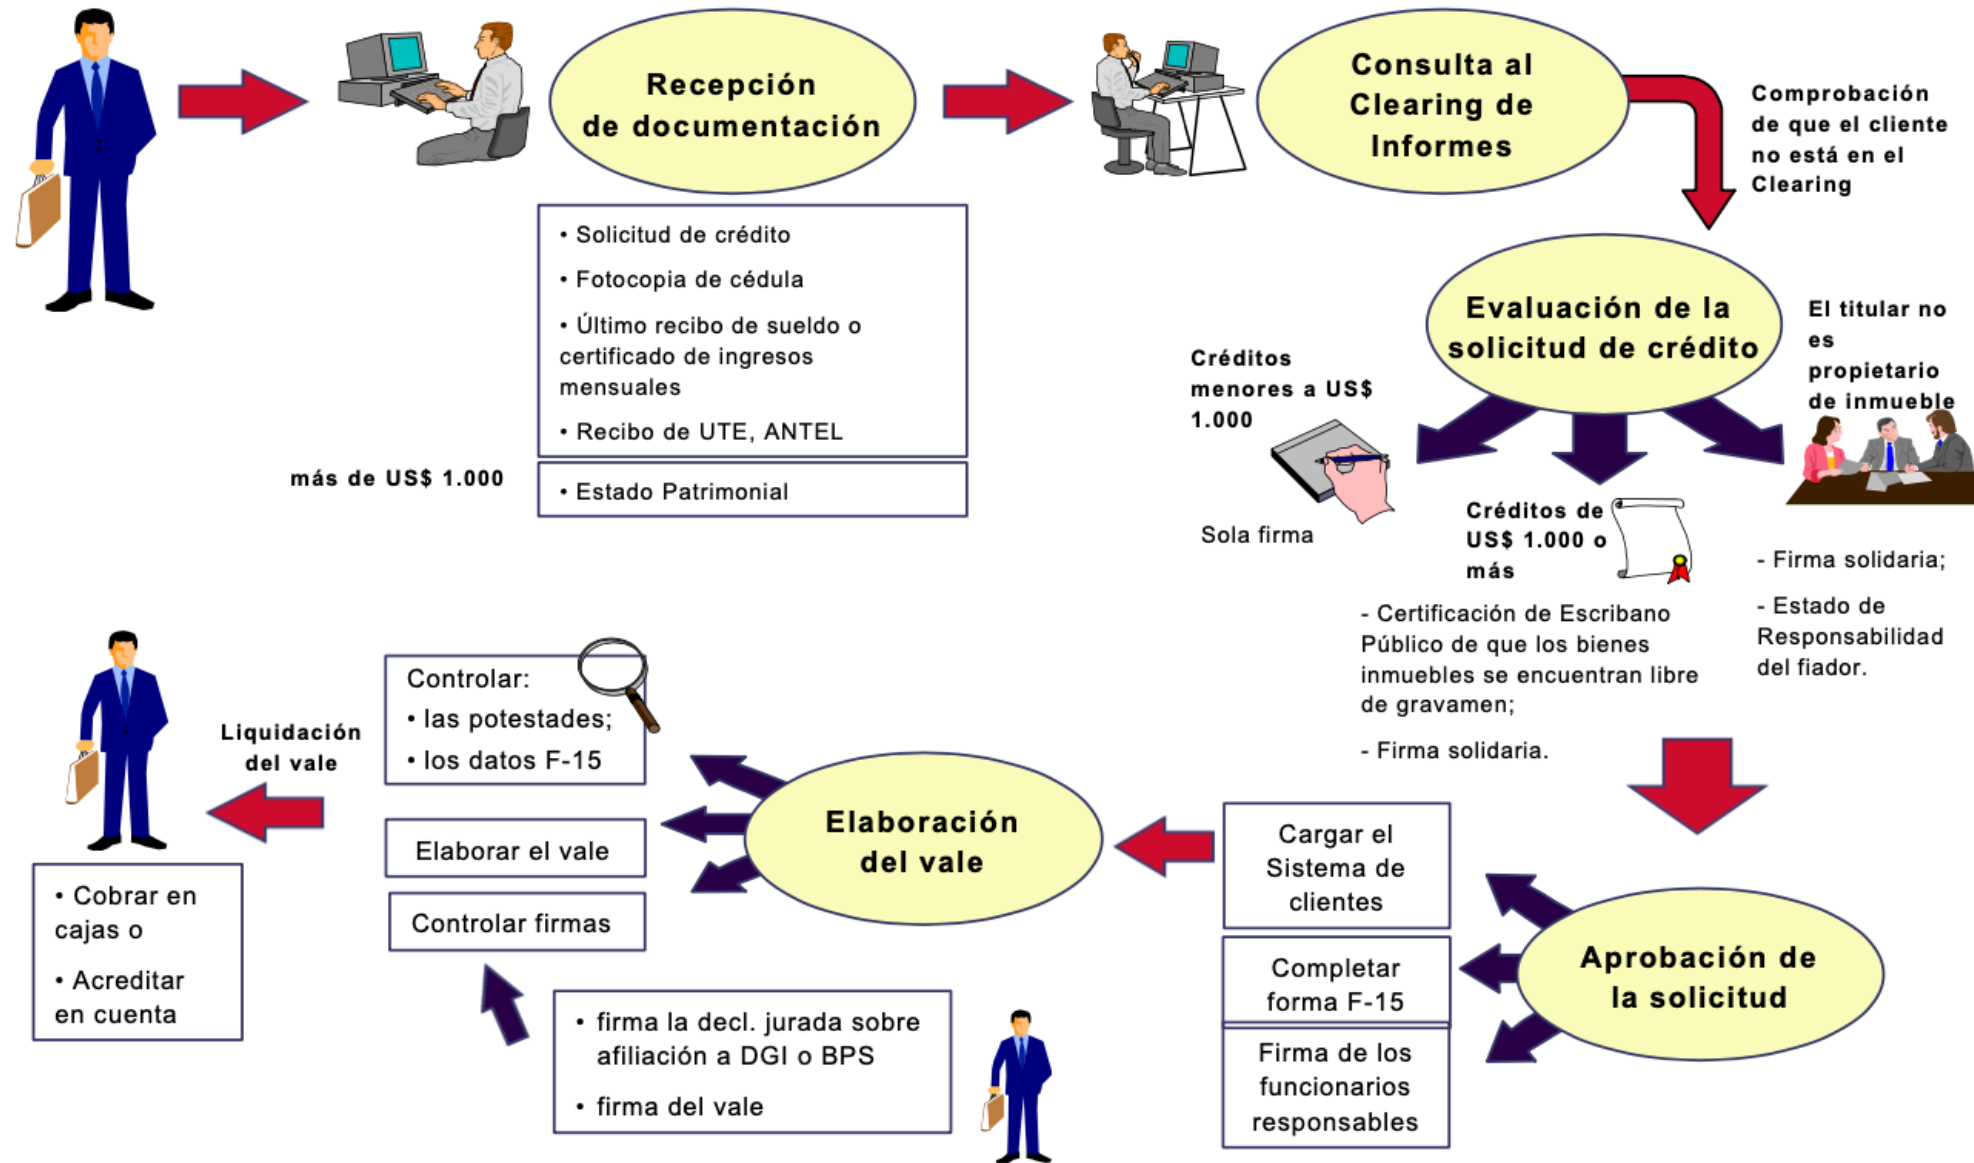 Recepción
de documentación
• Solicitud de crédito
• Fotocopia de cédula
• Último recibo de sueldo o
certificado de ingresos
mensuales
• Recibo de UTE, ANTEL
más de US$ 1.000
• Estado Patrimonial
Consulta al
Clearing de
Informes
Comprobación
de que el cliente
no está en el
Clearing
Evaluación de la
solicitud de crédito
Créditos
menores a US$
1.000
Sola firma
Créditos de
US$ 1.000 o
más
- Certificación de Escribano
Público de que los bienes
inmuebles se encuentran libre
de gravamen;
- Firma solidaria.
El titular no
es
propietario
de inmueble
- Firma solidaria;
- Estado de
Responsabilidad
del fiador.
Aprobación de
la solicitud
Cargar el
Sistema de
clientes
Completar
forma F-15
Firma de los
funcionarios
responsables
Elaboración
del vale
Controlar:
• las potestades;
• los datos F-15
Elaborar el vale
Controlar firmas
• firma la decl. jurada sobre
afiliación a DGI o BPS
• firma del vale
Liquidación
del vale
• Cobrar en
cajas o
• Acreditar
en cuenta